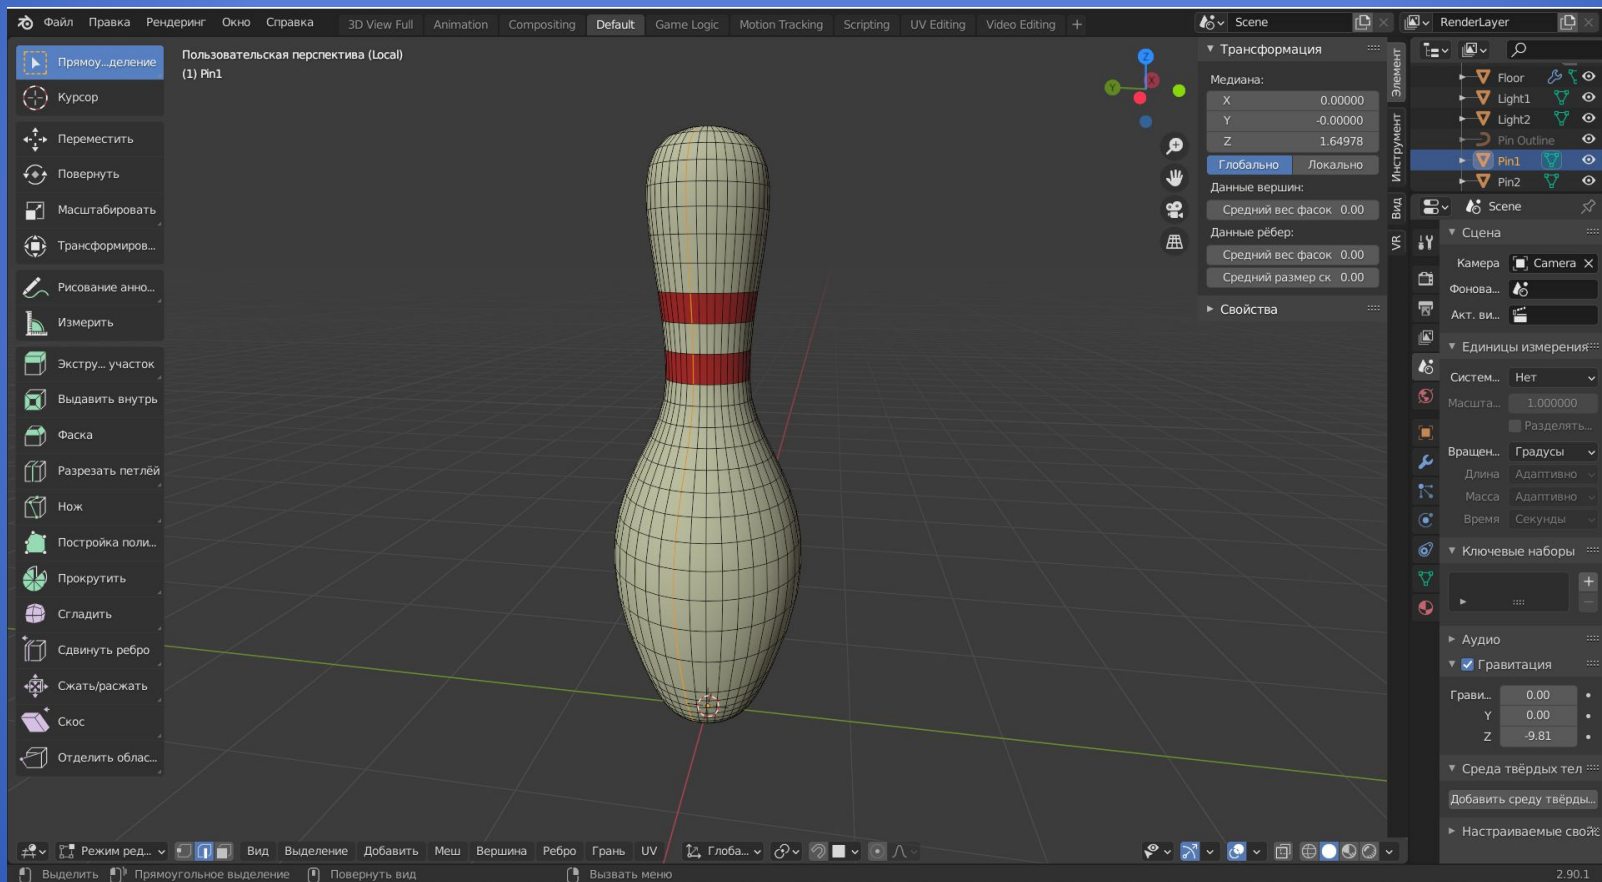 Файл Правка Рендеринг Окно Справка 3D View Full Animation Compositing Default Game Logic Motion Tracking Scripting UV Editing Video Editing + Scene RenderLayer
Прямоу...деление
Курсор
Переместить
Повернуть
Масштабировать
Трансформиров...
Рисование анно...
Измерить
Экстру... участок
Выдавить внутрь
Фаска
Разрезать петлёй
Нож
Постройка поли...
Прокрутить
Сгладить
Сдвинуть ребро
Сжать/расжать
Скос
Отделить облас...
Пользовательская перспектива (Local)
(1) Pin1
Z
X
Y
Трансформация
Медиана:
X 0.00000
Y -0.00000
Z 1.64978
Глобально Локально
Данные вершин:
Средний вес фасок 0.00
Данные рёбер:
Средний вес фасок 0.00
Средний размер ск 0.00
Свойства
Элемент
Инструмент
Вид
VR
Floor
Light1
Light2
Pin Outline
Pin1
Pin2
Scene
Сцена
Камера Camera
Фонова...
Акт. ви...
Единицы измерения
Систем... Нет
Масшта... 1.000000
Разделять...
Вращен... Градусы
Длина Адаптивно
Масса Адаптивно
Время Секунды
Ключевые наборы
Аудио
Гравитация
Грави... 0.00
Y 0.00
Z -9.81
Среда твёрдых тел
Добавить среду твёрды...
Настраиваемые свойс
Режим ред... Вид Выделение Добавить Меш Вершина Ребро Грань UV Глоба...
Выделить Прямоугольное выделение Повернуть вид Вызвать меню 2.90.1